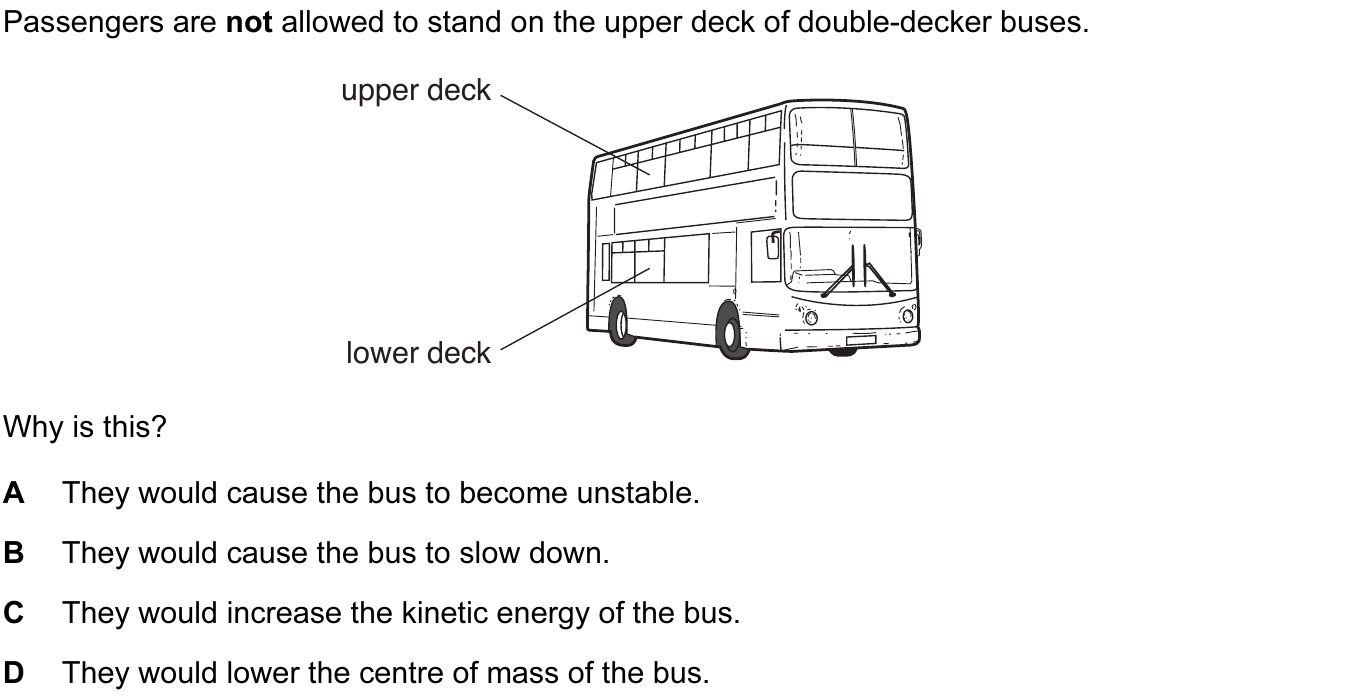 Passengers are not allowed to stand on the upper deck of double-decker buses.
upper deck
lower deck
Why is this?
A They would cause the bus to become unstable.
B They would cause the bus to slow down.
C They would increase the kinetic energy of the bus.
D They would lower the centre of mass of the bus.